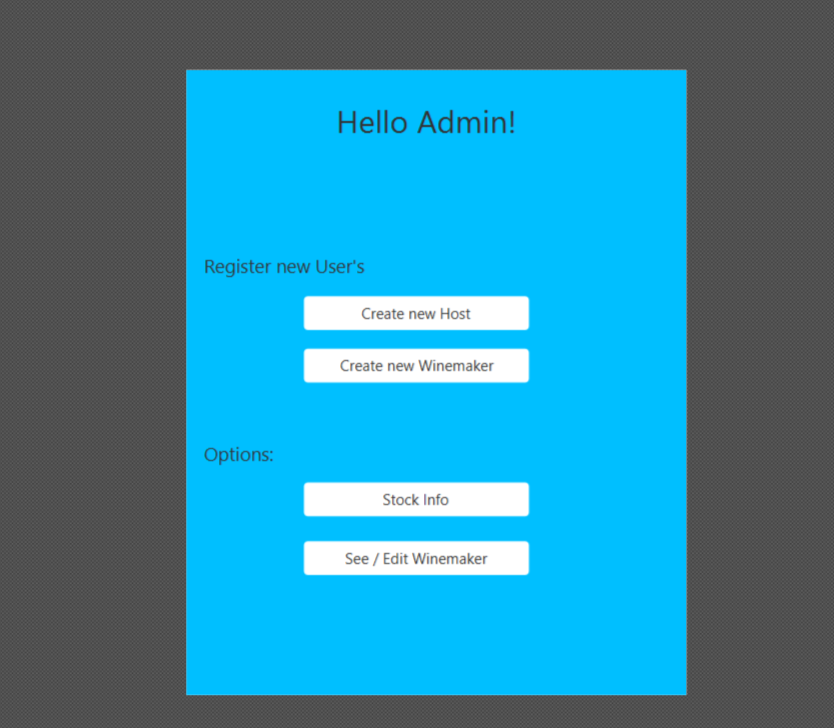 Hello Admin!
Register new User's
Create new Host
Create new Winemaker
Options:
Stock Info
See / Edit Winemaker